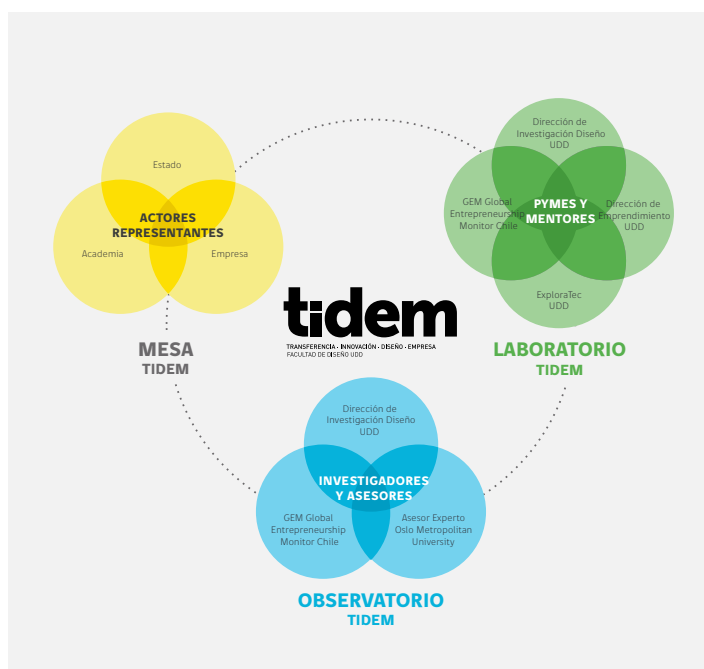 Estado
ACTORES
REPRESENTANTES
Academia
Empresa
MESA
TIDEM
Dirección de
Investigación Diseño
UDD
GEM Global
Entrepreneurship
Monitor Chile
PYMES Y
MENTORES
Dirección de
Emprendimiento
UDD
ExploraTec
UDD
LABORATORIO
TIDEM
tidem
TRANSFERENCIA · INNOVACIÓN · DISEÑO · EMPRESA
FACULTAD DE DISEÑO UDD
Dirección de
Investigación Diseño
UDD
INVESTIGADORES
Y ASESORES
GEM Global
Entrepreneurship
Monitor Chile
Asesor Experto
Oslo Metropolitan
University
OBSERVATORIO
TIDEM